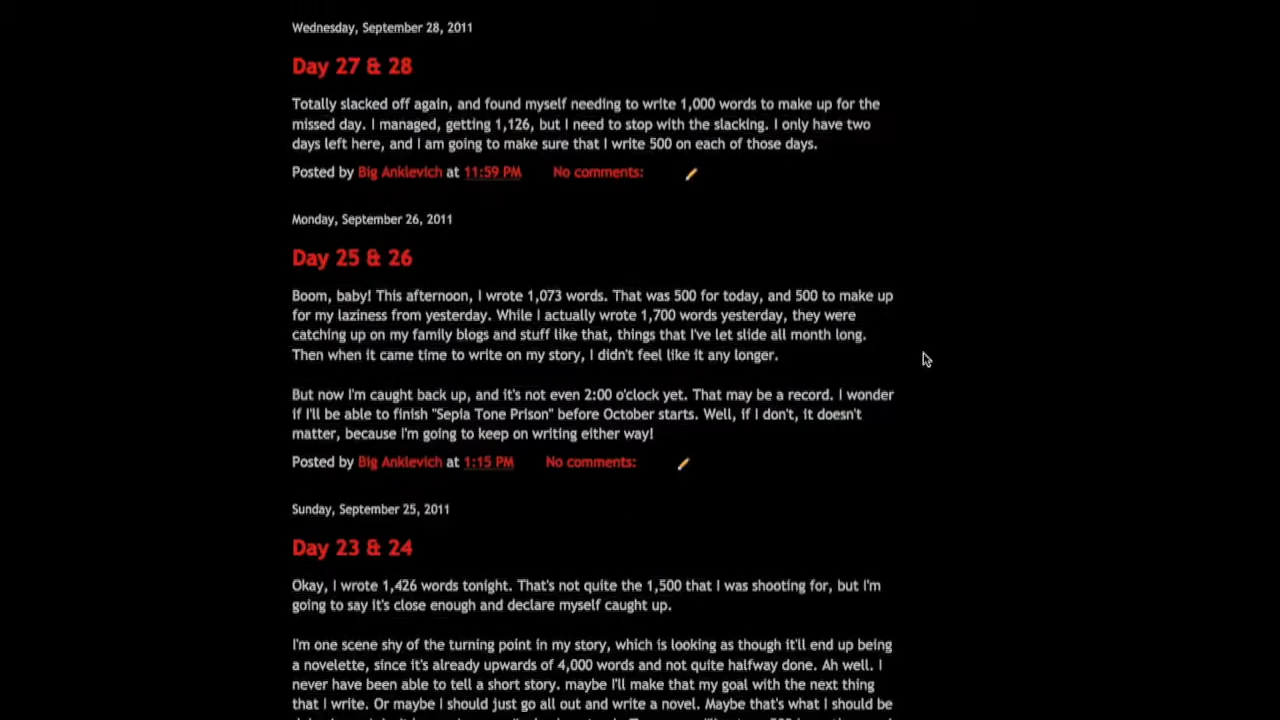 Wednesday, September 28, 2011
Day 27 & 28
Totally slacked off again, and found myself needing to write 1,000 words to make up for the
missed day. I managed, getting 1,126, but I need to stop with the slacking. I only have two
days left here, and I am going to make sure that I write 500 on each of those days.
Posted by Big Anklevich at 11:59 PM No comments:
Monday, September 26, 2011
Day 25 & 26
Boom, baby! This afternoon, I wrote 1,073 words. That was 500 for today, and 500 to make up
for my laziness from yesterday. While I actually wrote 1,700 words yesterday, they were
catching up on my family blogs and stuff like that, things that I've let slide all month long.
Then when it came time to write on my story, I didn't feel like it any longer.
But now I'm caught back up, and it's not even 2:00 o'clock yet. That may be a record. I wonder
if I'll be able to finish "Sepia Tone Prison" before October starts. Well, if I don't, it doesn't
matter, because I'm going to keep on writing either way!
Posted by Big Anklevich at 1:15 PM No comments:
Sunday, September 25, 2011
Day 23 & 24
Okay, I wrote 1,426 words tonight. That's not quite the 1,500 that I was shooting for, but I'm
going to say it's close enough and declare myself caught up.
I'm one scene shy of the turning point in my story, which is looking as though it'll end up being
a novelette, since it's already upwards of 4,000 words and not quite halfway done. Ah well. I
never have been able to tell a short story. maybe I'll make that my goal with the next thing
that I write. Or maybe I should just go all out and write a novel. Maybe that's what I should be